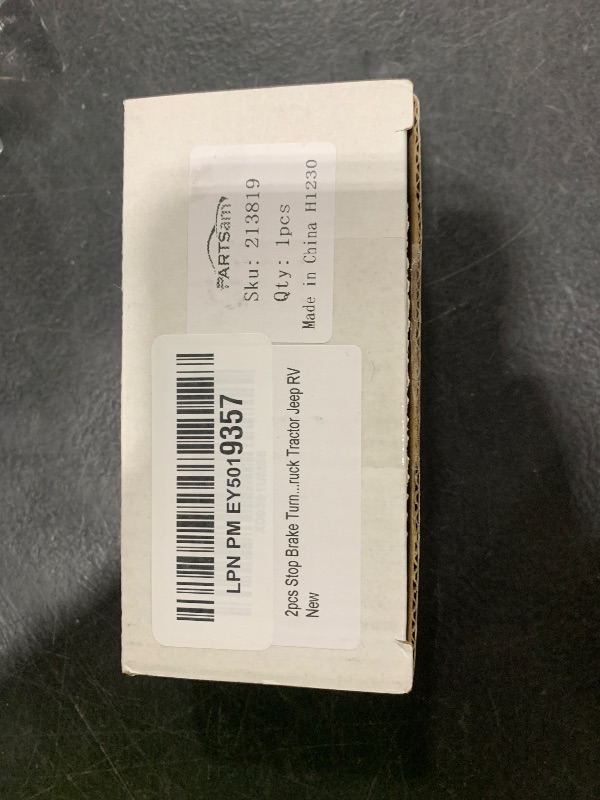 PARTSam
Sku: 213819
Qty: 1pcs
Made in China H1230
LPN PM EY5019357
2pcs Stop Brake Turn...ruck Tractor Jeep RV
New